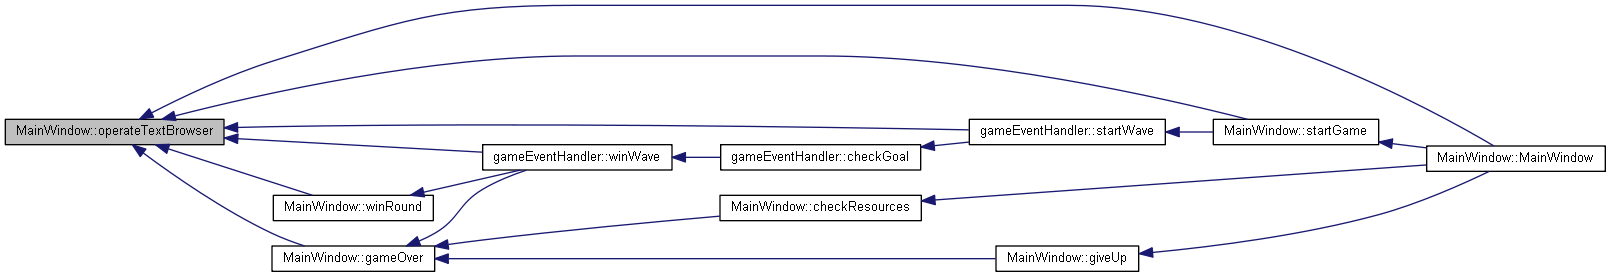 MainWindow::operateTextBrowser
gameEventHandler::startWave
MainWindow::startGame
gameEventHandler::winWave
gameEventHandler::checkGoal
MainWindow::MainWindow
MainWindow::winRound
MainWindow::checkResources
MainWindow::gameOver
MainWindow::giveUp